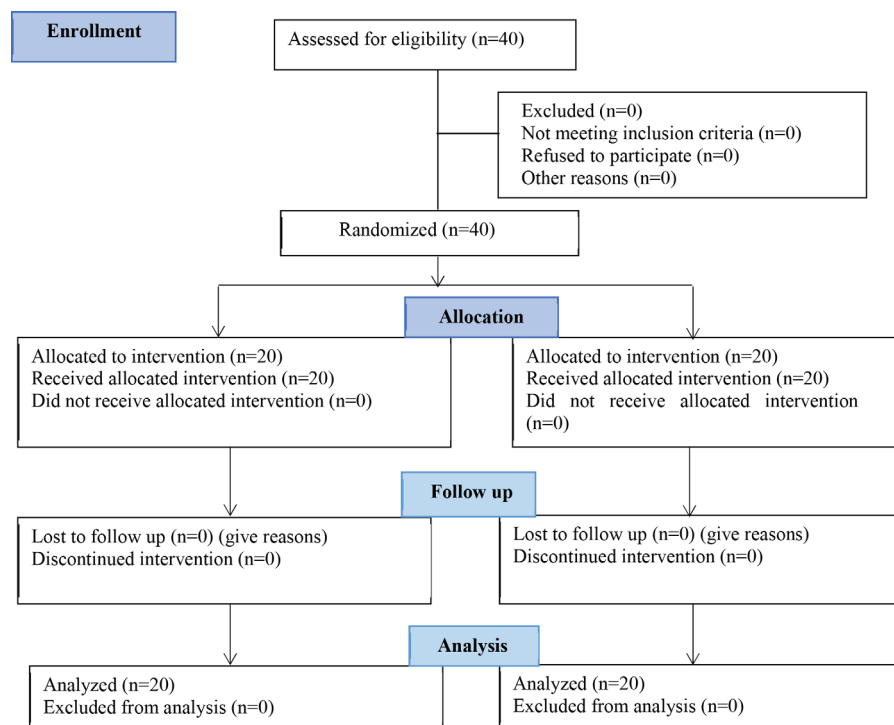 Enrollment
Assessed for eligibility (n=40)
Excluded (n=0)
Not meeting inclusion criteria (n=0)
Refused to participate (n=0)
Other reasons (n=0)
Randomized (n=40)
Allocation
Allocated to intervention (n=20)
Received allocated intervention (n=20)
Did not receive allocated intervention (n=0)
Allocated to intervention (n=20)
Received allocated intervention (n=20)
Did not receive allocated intervention
(n=0)
Follow up
Lost to follow up (n=0) (give reasons)
Discontinued intervention (n=0)
Lost to follow up (n=0) (give reasons)
Discontinued intervention (n=0)
Analysis
Analyzed (n=20)
Excluded from analysis (n=0)
Analyzed (n=20)
Excluded from analysis (n=0)